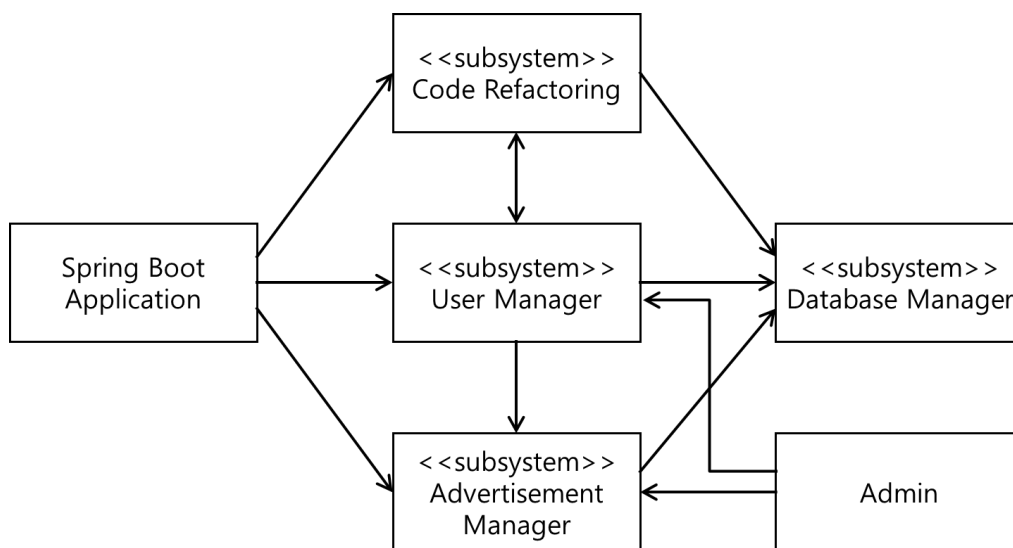 <<subsystem>>
Code Refactoring
Spring Boot
Application
<<subsystem>>
User Manager
<<subsystem>>
Database Manager
<<subsystem>>
Advertisement
Manager
Admin